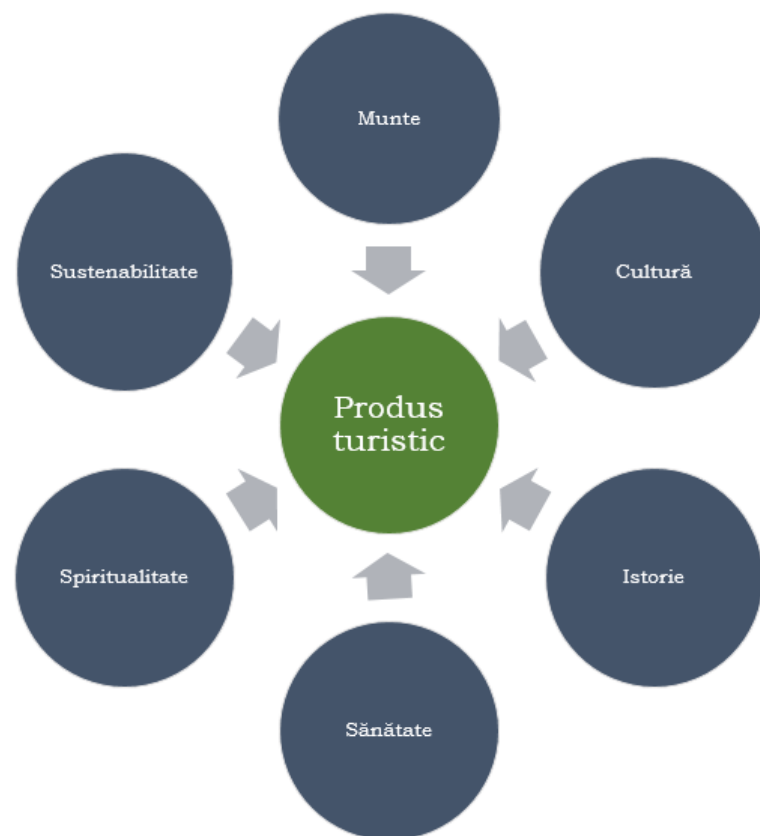 Munte
Sustenabilitate
Cultură
Produs
turistic
Spiritualitate
Istorie
Sănătate